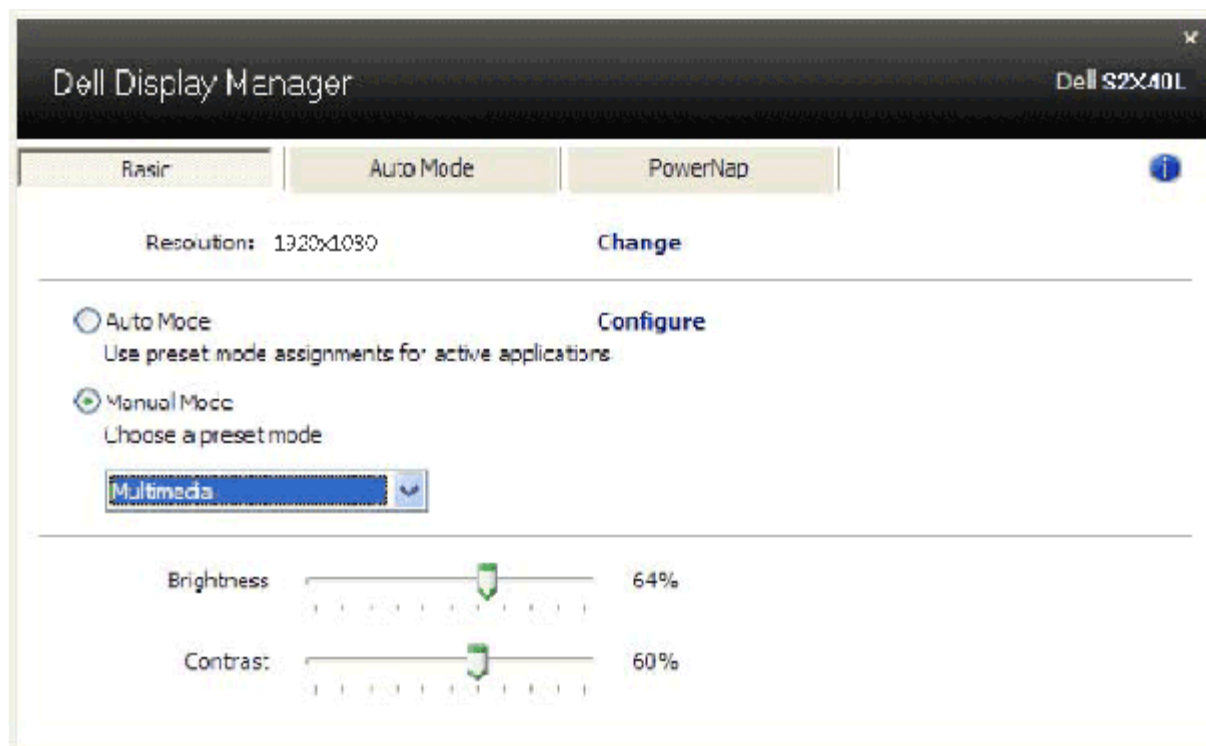 Dell Display Manager
Dell S2X40L
Basic
Auto Mode
PowerNap
Resolution: 1920x1080
Change
Auto Mode
Configure
Use preset mode assignments for active applications
Manual Mode
Choose a preset mode
Multimedia
Brightness 64%
Contrast 60%